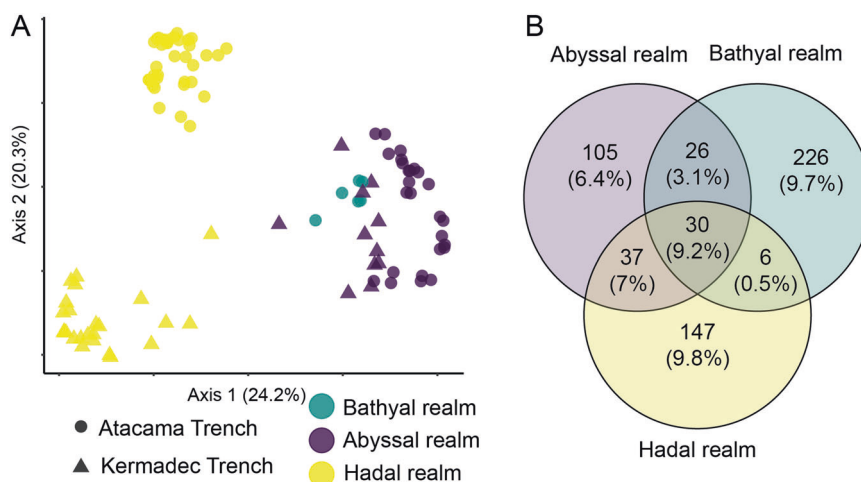 A
Axis 2 (20.3%)
Axis 1 (24.2%)
Atacama Trench
Kermadec Trench
Bathyal realm
Abyssal realm
Hadal realm
B
Abyssal realm
Bathyal realm
105
(6.4%)
26
(3.1%)
226
(9.7%)
30
(9.2%)
37
(7%)
6
(0.5%)
147
(9.8%)
Hadal realm